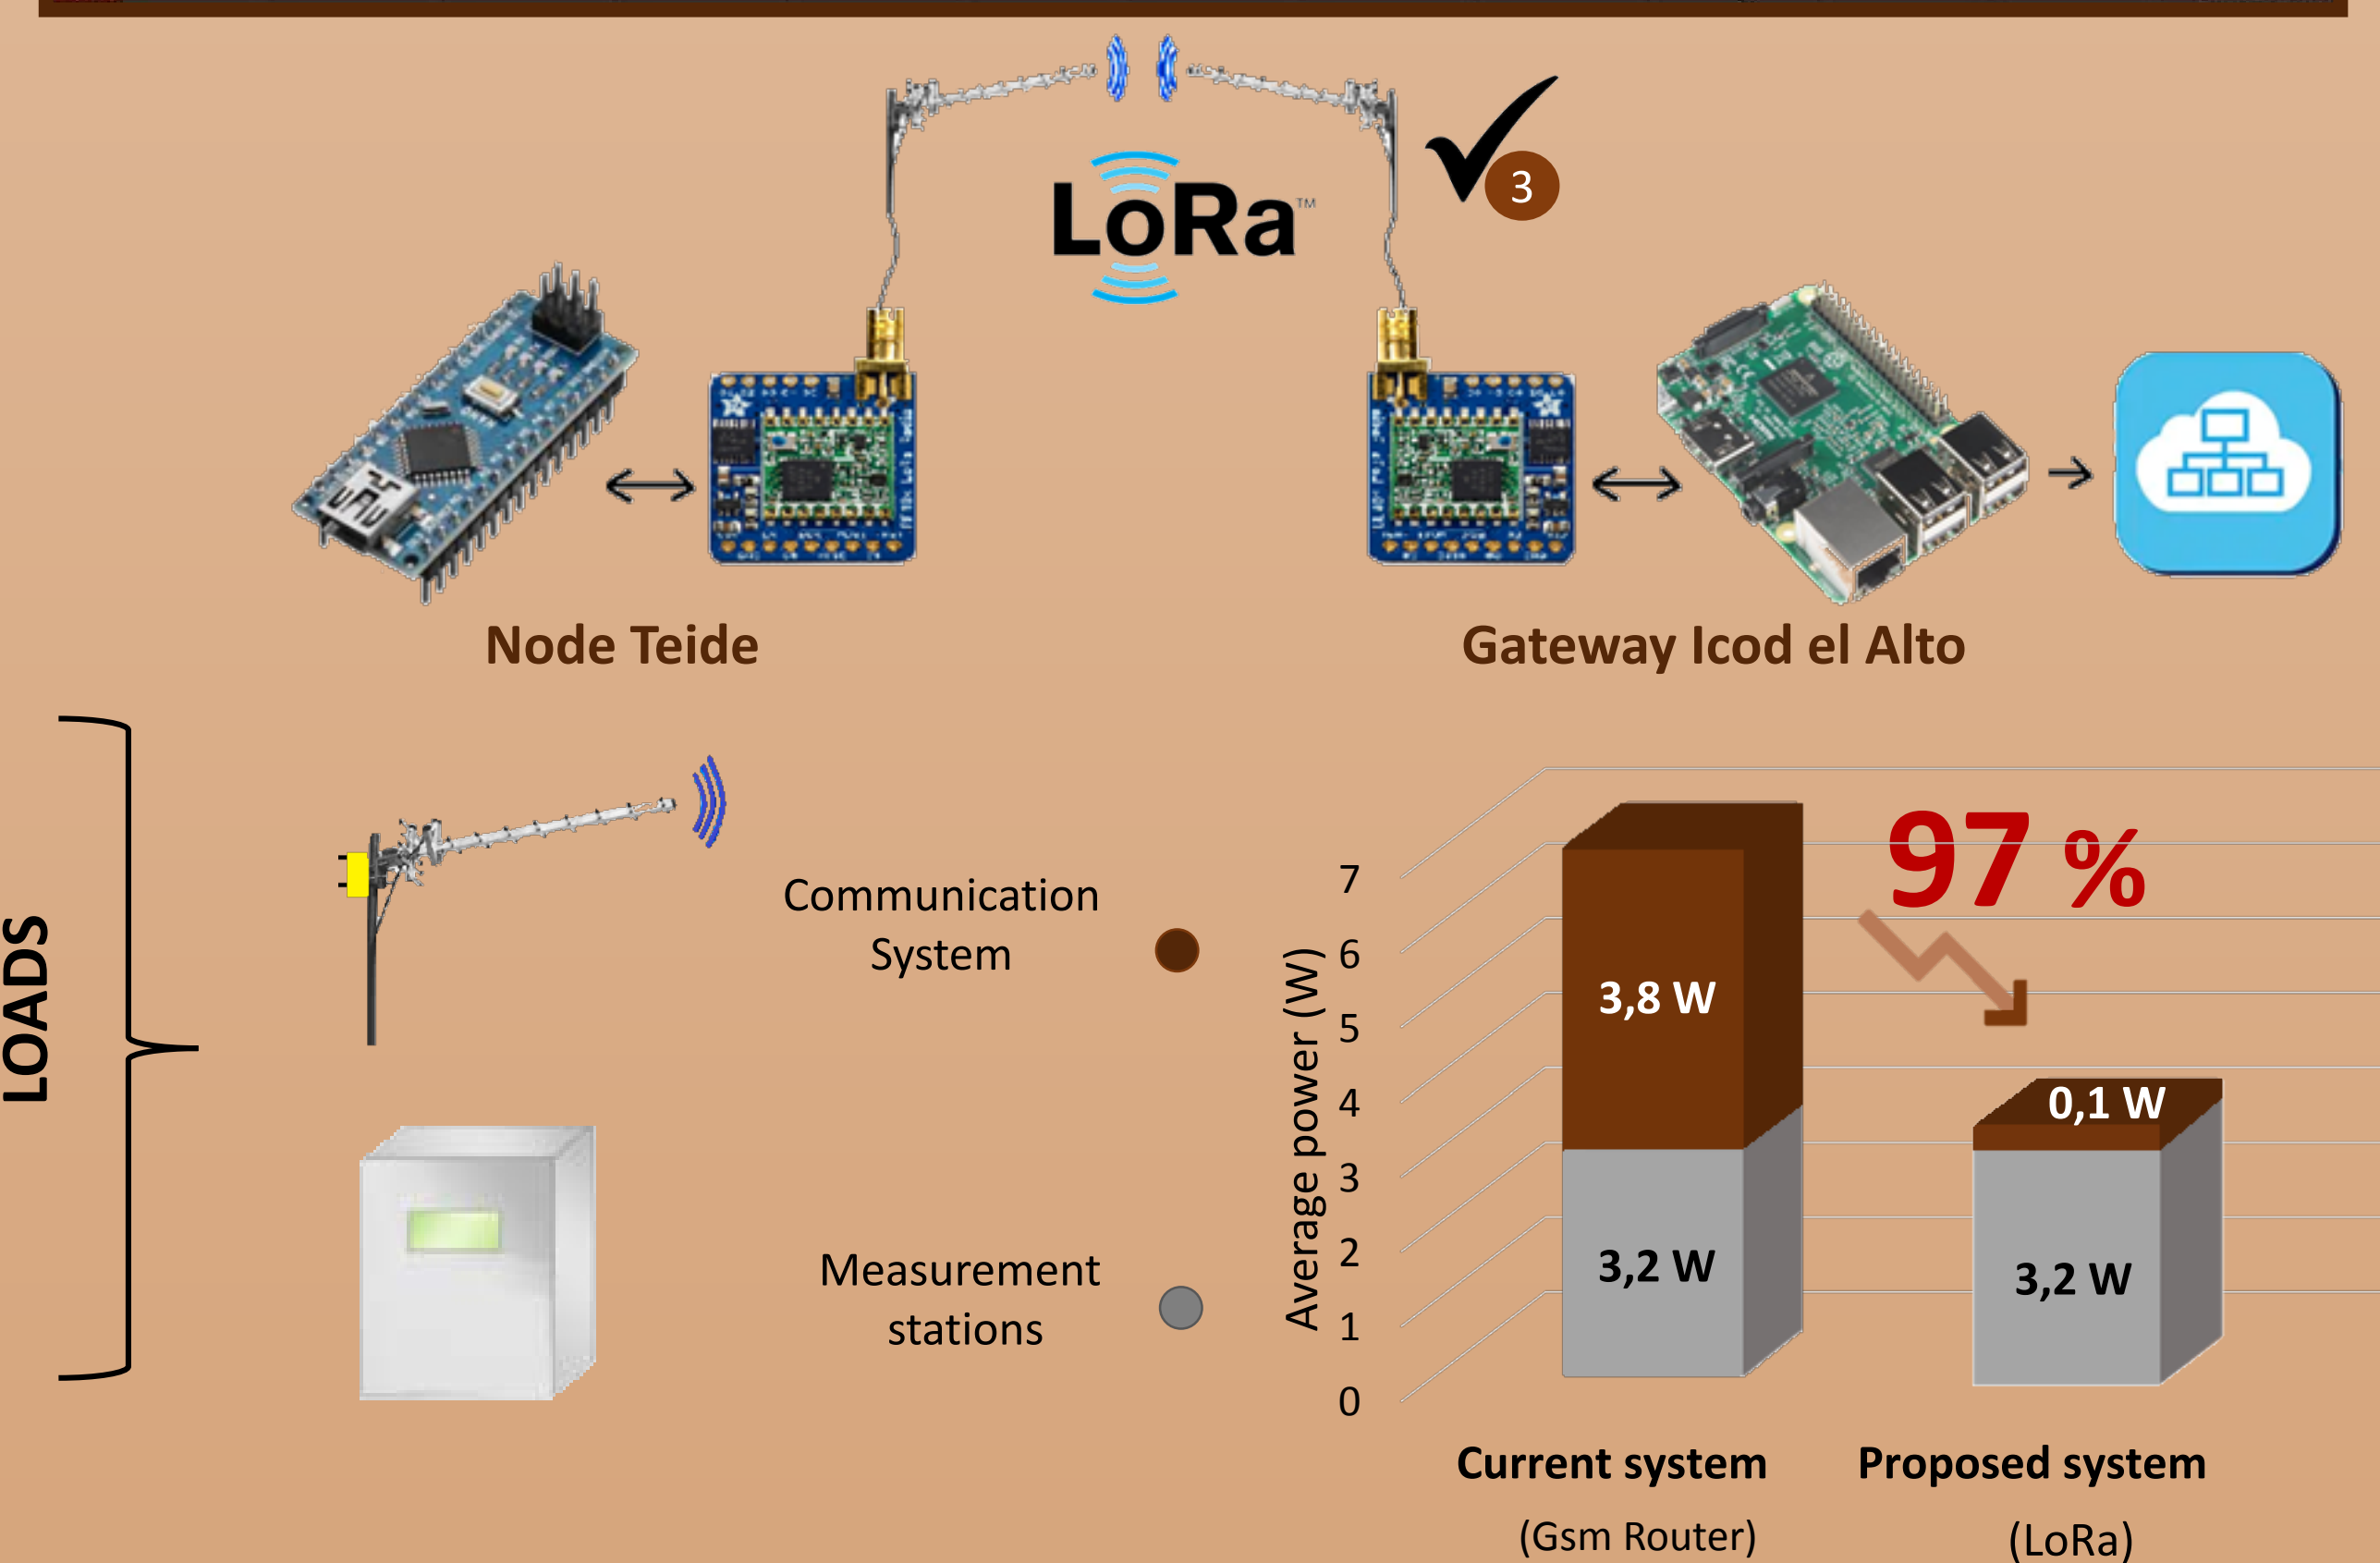 LoRa™
3
Node Teide
Gateway Icod el Alto
LOADS
Communication
System
Measurement
stations
Average power (W)
7
6
5
4
3
2
1
0
97 %
3,8 W
3,2 W
0,1 W
3,2 W
Current system
(Gsm Router)
Proposed system
(LoRa)